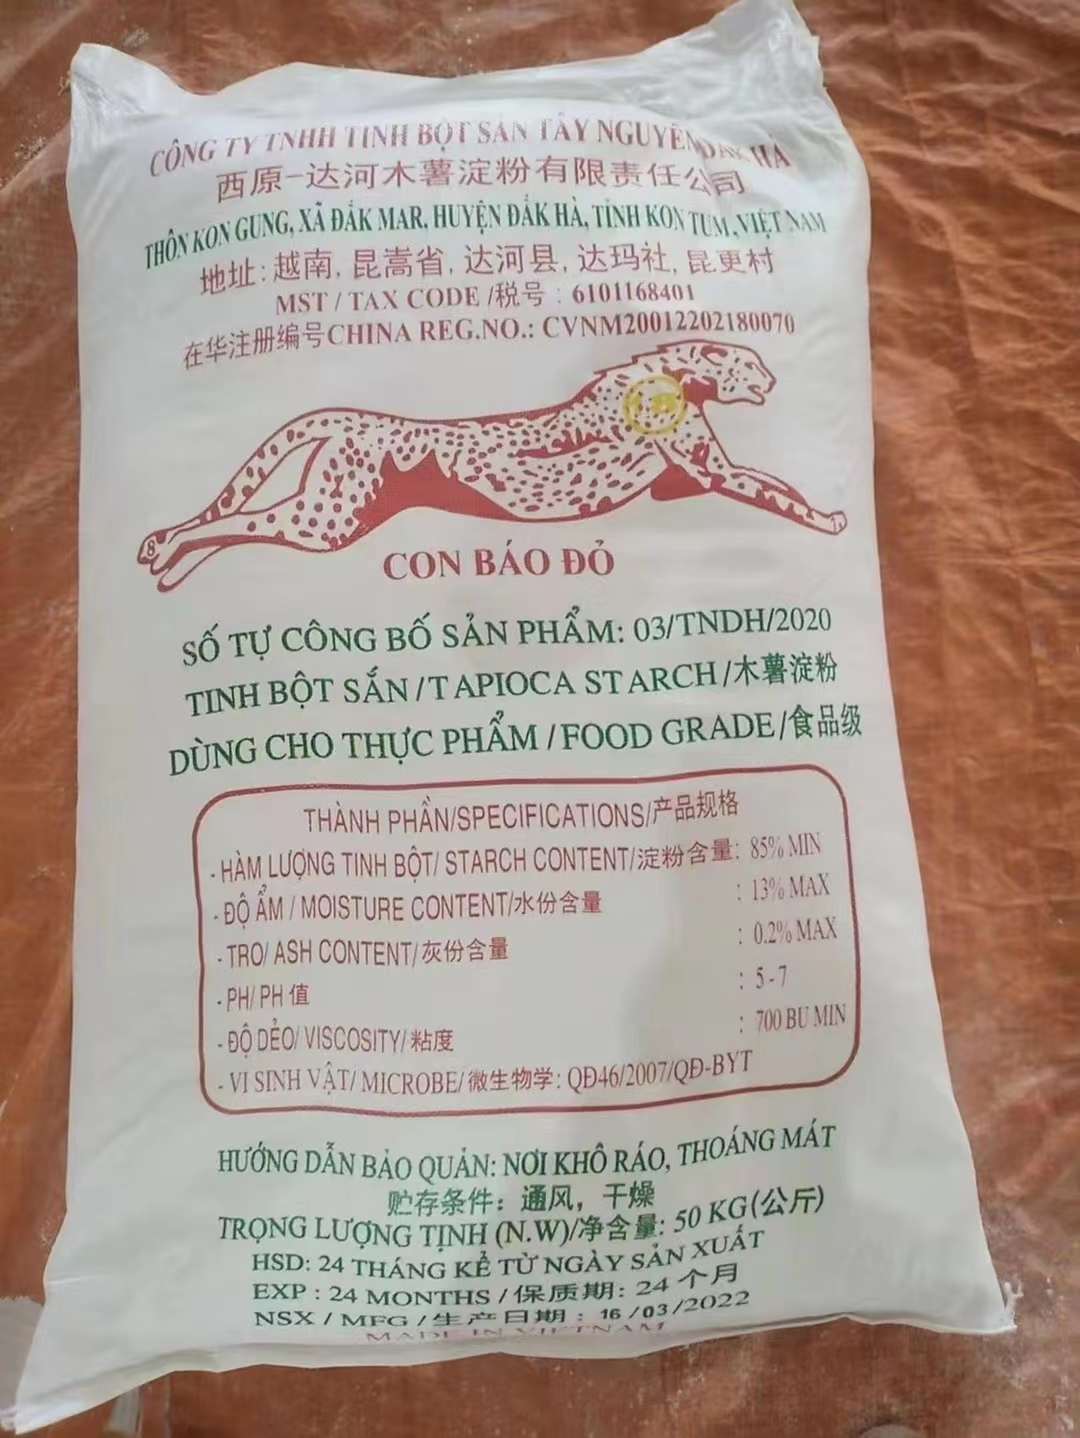 CÔNG TY TNHH TINH BỘT SẮN TÂY NGUYÊN ĐẮK HÀ
西原-达河木薯淀粉有限责任公司
THÔN KON GUNG, XÃ ĐẮK MAR, HUYỆN ĐẮK HÀ, TỈNH KON TUM, VIỆT NAM
地址: 越南, 昆嵩省, 达河县, 达玛社, 昆更村
MST / TAX CODE /税号 : 6101168401
在华注册编号CHINA REG.NO.: CVNM20012202180070
CON BÁO ĐỎ
SỐ TỰ CÔNG BỐ SẢN PHẨM: 03/TNDH/2020
TINH BỘT SẮN/TAPIOCA STARCH/木薯淀粉
DÙNG CHO THỰC PHẨM/FOOD GRADE/食品级
THÀNH PHẦN/SPECIFICATIONS/产品规格
- HÀM LƯỢNG TINH BỘT/ STARCH CONTENT/淀粉含量: 85% MIN
- ĐỘ ẨM / MOISTURE CONTENT/水份含量 : 13% MAX
- TRO/ ASH CONTENT/灰份含量 : 0.2% MAX
- PH/ PH 值 : 5 - 7
- ĐỘ DẺO/ VISCOSITY/粘度 : 700 BU MIN
- VI SINH VẬT/ MICROBE/微生物学: QĐ46/2007/QĐ-BYT
HƯỚNG DẪN BẢO QUẢN: NƠI KHÔ RÁO, THOÁNG MÁT
贮存条件: 通风, 干燥
TRỌNG LƯỢNG TỊNH (N.W)/净含量: 50 KG(公斤)
HSD: 24 THÁNG KỂ TỪ NGÀY SẢN XUẤT
EXP : 24 MONTHS / 保质期: 24 个月
NSX / MFG / 生产日期 : 16/03/2022
MADE IN VIETNAM